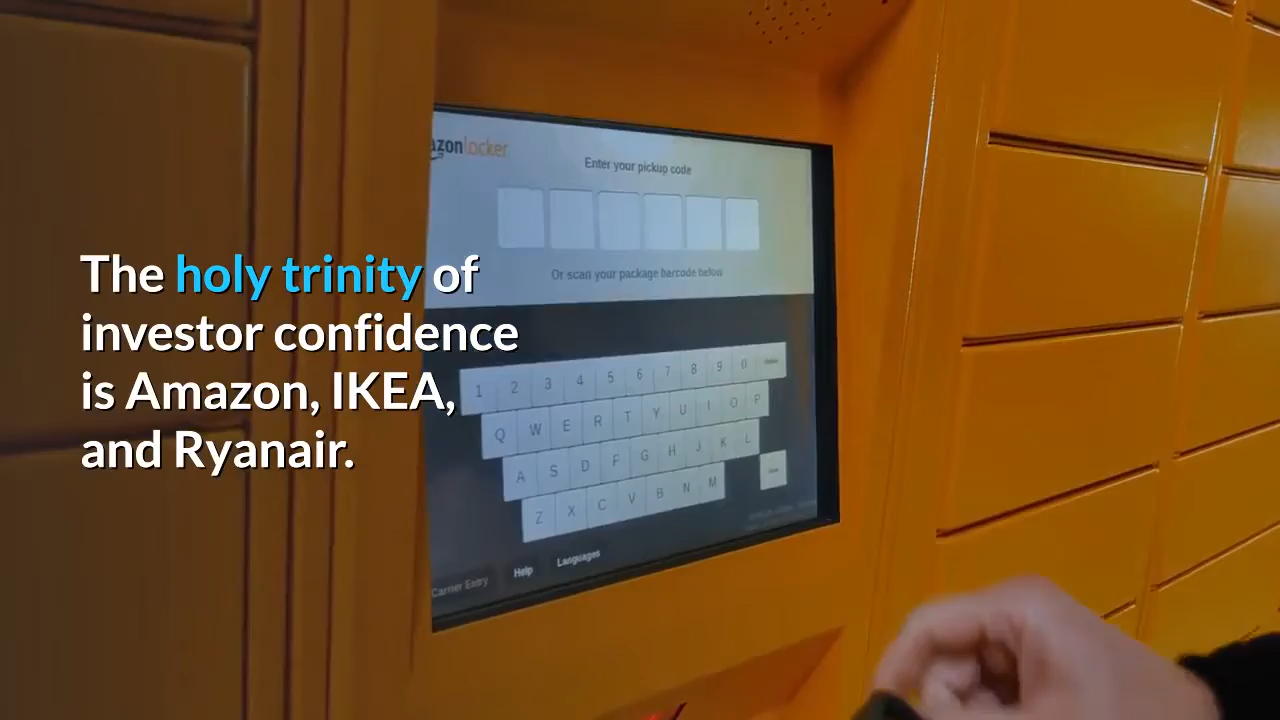 The holy trinity of
investor confidence
is Amazon, IKEA,
and Ryanair.
azonlocker
Enter your pickup code
Or scan your package barcode below
1 2 3 4 5 6 7 8 9 0
Q W E R T Y U I O P
A S D F G H J K L
Z X C V B N M
Carrier Entry Help Languages